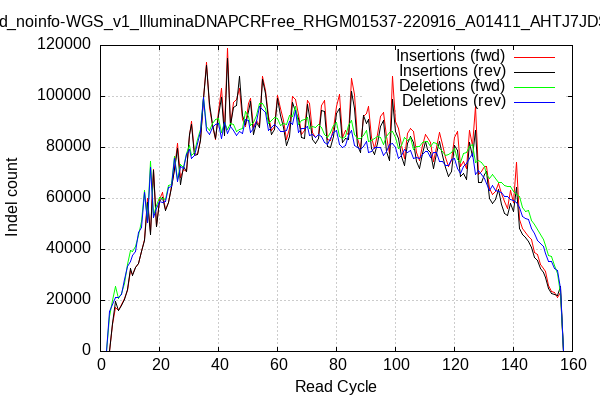 d_noinfo-WGS_v1_IlluminaDNAPCRFree_RHGM01537-220916_A01411_AHTJ7JDS
Insertions (fwd)
Insertions (rev)
Deletions (fwd)
Deletions (rev)
120000
100000
80000
60000
40000
20000
0
Indel count
0 20 40 60 80 100 120 140 160
Read Cycle